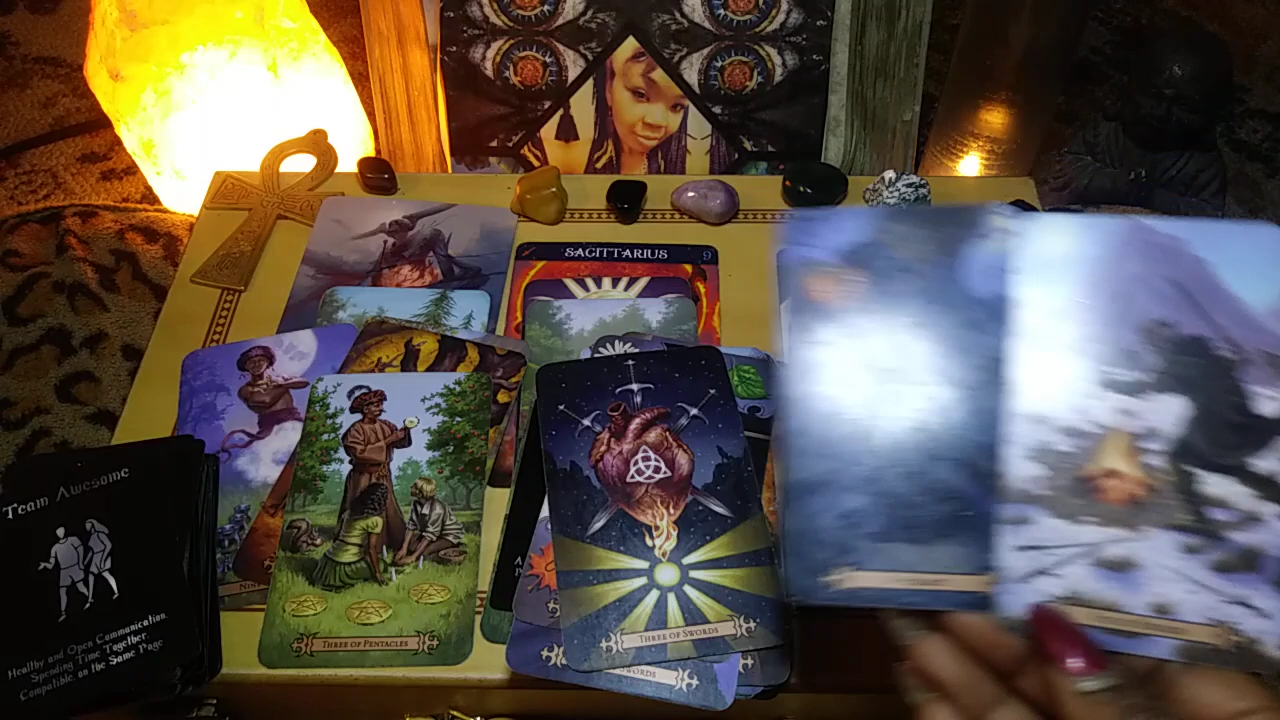 SAGITTARIUS 9
Team Awesome
Healthy and Open Communication.
Spending Time Together.
Compatible, on the Same Page
THREE OF PENTACLES
THREE OF SWORDS
SWORDS